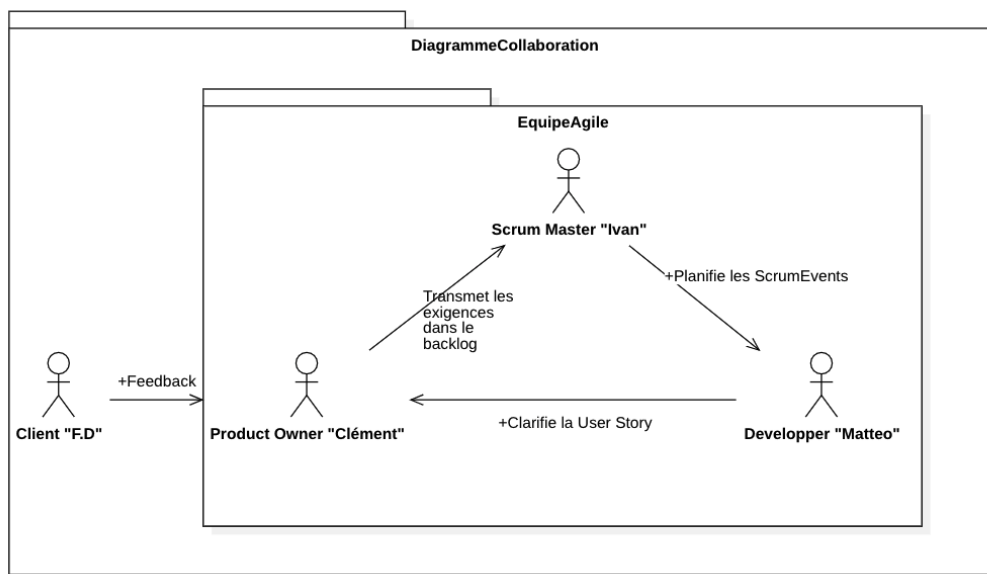 DiagrammeCollaboration
EquipeAgile
Scrum Master "Ivan"
+Planifie les ScrumEvents
Transmet les
exigences
dans le
backlog
+Feedback
+Clarifie la User Story
Client "F.D"
Product Owner "Clément"
Developper "Matteo"